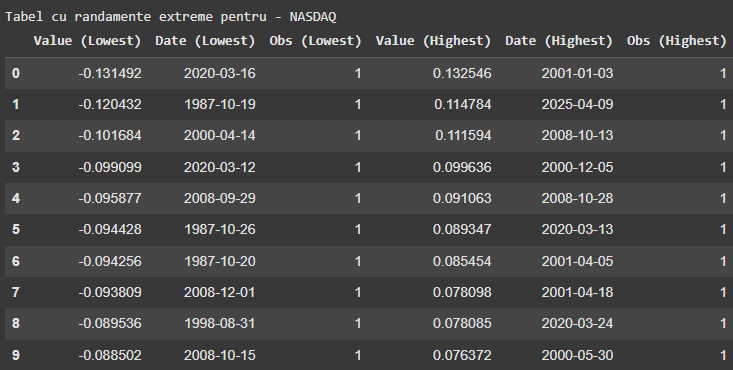 Tabel cu randamente extreme pentru - NASDAQ
Value (Lowest) Date (Lowest) Obs (Lowest) Value (Highest) Date (Highest) Obs (Highest)
0 -0.131492 2020-03-16 1 0.132546 2001-01-03 1
1 -0.120432 1987-10-19 1 0.114784 2025-04-09 1
2 -0.101684 2000-04-14 1 0.111594 2008-10-13 1
3 -0.099099 2020-03-12 1 0.099636 2000-12-05 1
4 -0.095877 2008-09-29 1 0.091063 2008-10-28 1
5 -0.094428 1987-10-26 1 0.089347 2020-03-13 1
6 -0.094256 1987-10-20 1 0.085454 2001-04-05 1
7 -0.093809 2008-12-01 1 0.078098 2001-04-18 1
8 -0.089536 1998-08-31 1 0.078085 2020-03-24 1
9 -0.088502 2008-10-15 1 0.076372 2000-05-30 1